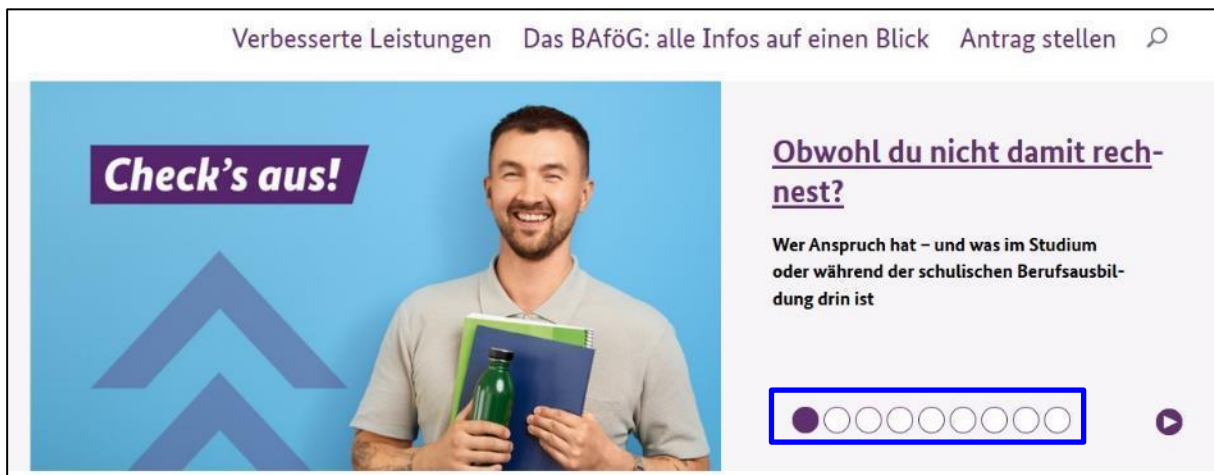 Verbesserte Leistungen Das BAföG: alle Infos auf einen Blick Antrag stellen
Check's aus!
Obwohl du nicht damit rech-
nest?
Wer Anspruch hat – und was im Studium
oder während der schulischen Berufsausbil-
dung drin ist